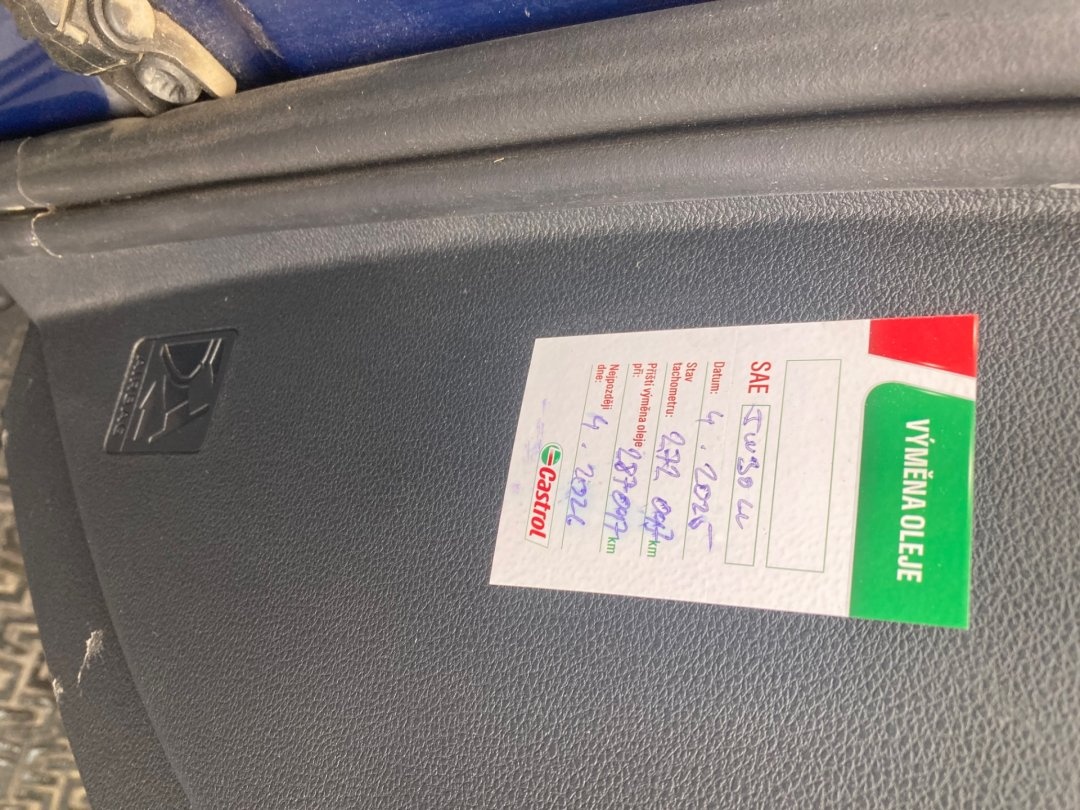 VÝMĚNA OLEJE
SAE 5W30 LL
Datum: 4. 2025
Stav
tachometru: 272 097 km
Příští výměna oleje
při: 287097 km
Nejpozději
dne: 4. 2026
Castrol